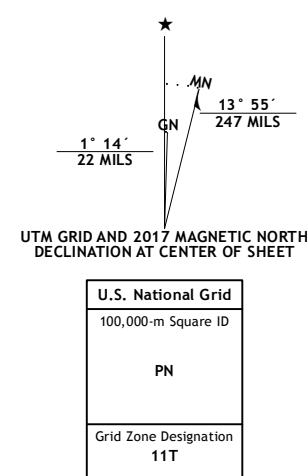 ★
MN
GN
13° 55´
247 MILS
1° 14´
22 MILS
UTM GRID AND 2017 MAGNETIC NORTH
DECLINATION AT CENTER OF SHEET
U.S. National Grid
100,000-m Square ID
PN
Grid Zone Designation
11T